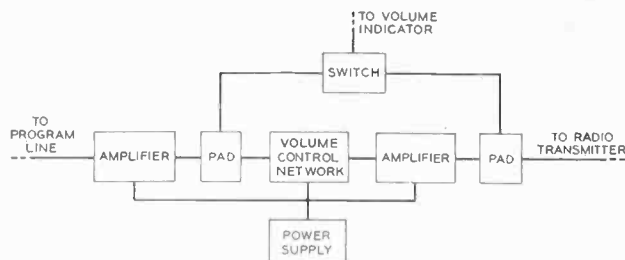 TO VOLUME
INDICATOR
SWITCH
TO
PROGRAM
LINE
AMPLIFIER
PAD
VOLUME
CONTROL
NETWORK
AMPLIFIER
PAD
TO RADIO
TRANSMITTER
POWER
SUPPLY